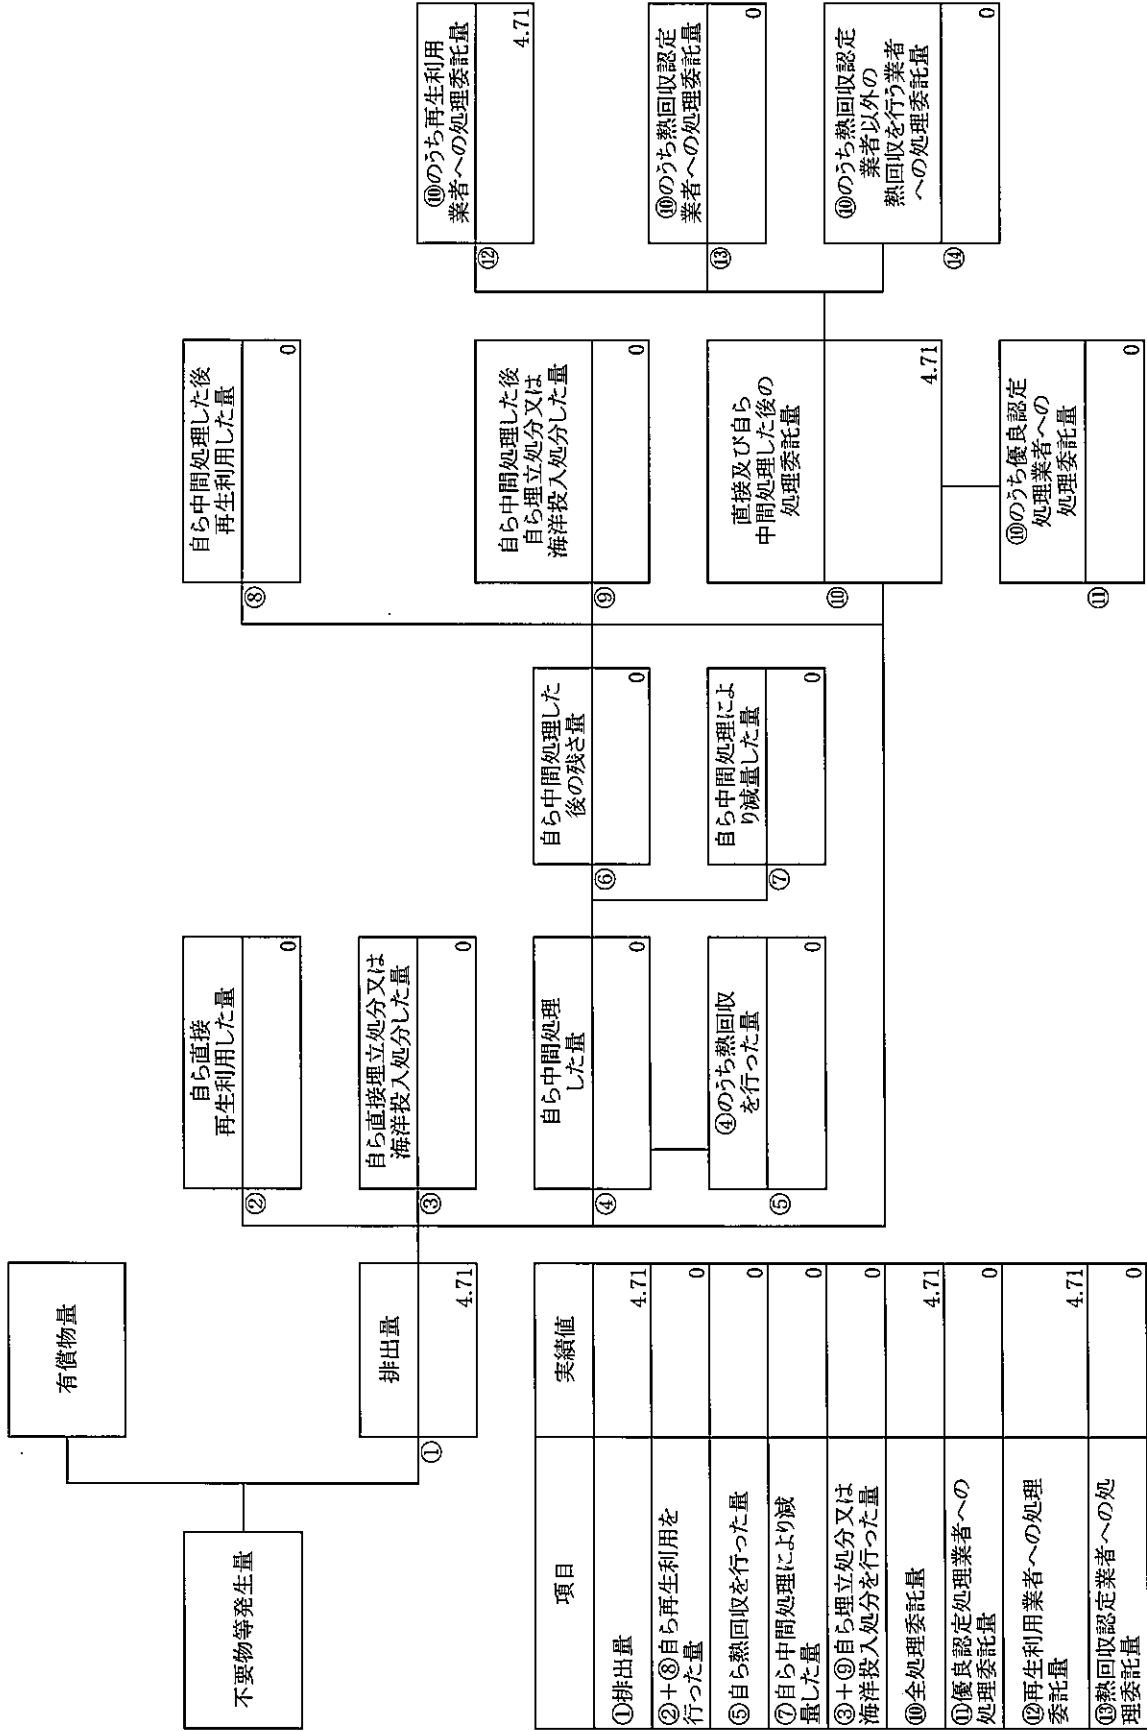 不要物等発生量
有償物量
①
排出量
4.71
②
自ら直接
再生利用した量
0
③
自ら直接埋立処分又は
海洋投入処分した量
0
④
自ら中間処理
した量
0
⑤
④のうち熱回収
を行った量
0
⑥
自ら中間処理した
後の残さ量
0
⑦
自ら中間処理によ
り減量した量
0
⑧
自ら中間処理した後
再生利用した量
0
⑨
自ら中間処理した後
自ら埋立処分又は
海洋投入処分した量
0
⑩
直接及び自ら
中間処理した後の
処理委託量
4.71
⑪
⑩のうち優良認定
処理業者への
処理委託量
0
⑫
⑩のうち再生利用
業者への処理委託量
4.71
⑬
⑩のうち熱回収認定
業者への処理委託量
0
⑭
⑩のうち熱回収認定
業者以外の
熱回収を行う業者
への処理委託量
0
項目 実績値
①排出量 4.71
②+⑧自ら再生利用を
行った量 0
⑤自ら熱回収を行った量 0
⑦自ら中間処理により減
量した量 0
③+⑨自ら埋立処分又は
海洋投入処分を行った量 0
⑩全処理委託量 4.71
⑪優良認定処理業者への
処理委託量 0
⑫再生利用業者への処理
委託量 4.71
⑬熱回収認定業者への処
理委託量 0